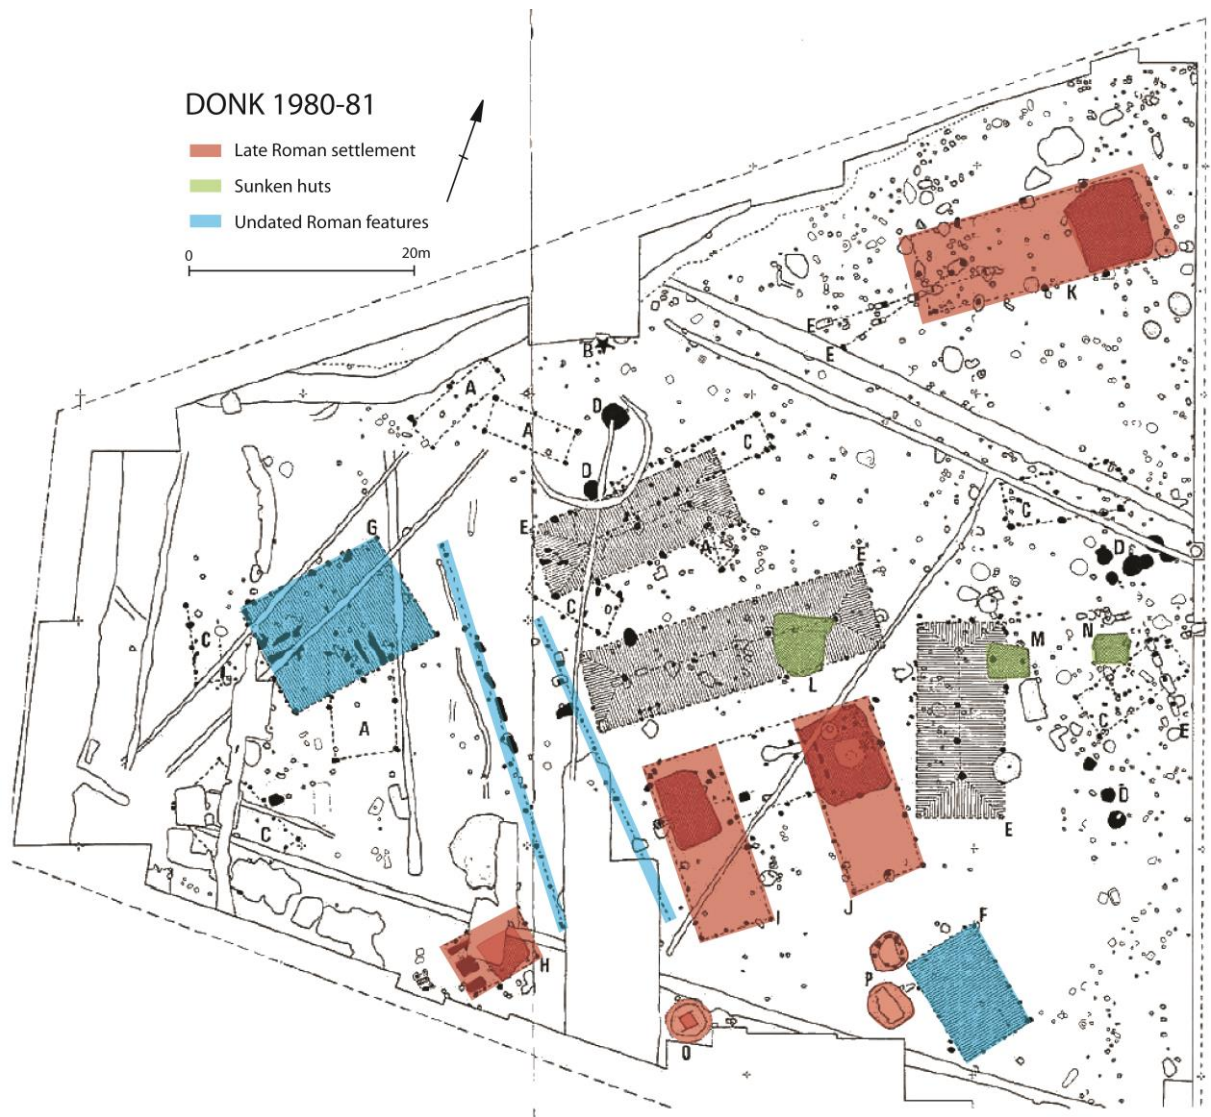 DONK 1980-81
Late Roman settlement
Sunken huts
Undated Roman features
0 20m
K
E
E
B
A
D
C
A
D
E
C
G
A
E
D
C
C
M
N
C
L
A
C
E
D
C
E
I
J
F
H
P
O